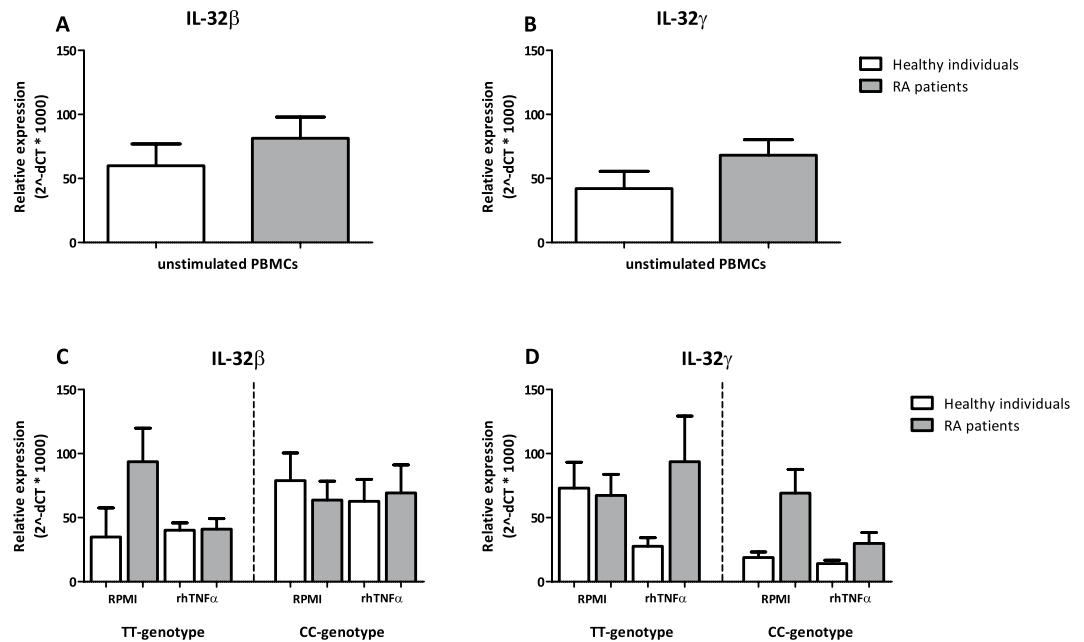 A
IL-32β
150
100
50
0
Relative expression
(2^-dCT * 1000)
unstimulated PBMCs
B
IL-32γ
150
100
50
0
Relative expression
(2^-dCT * 1000)
unstimulated PBMCs
Healthy individuals
RA patients
C
IL-32β
150
100
50
0
Relative expression
(2^-dCT * 1000)
RPMI rhTNFα RPMI rhTNFα
TT-genotype CC-genotype
D
IL-32γ
150
100
50
0
Relative expression
(2^-dCT * 1000)
RPMI rhTNFα RPMI rhTNFα
TT-genotype CC-genotype
Healthy individuals
RA patients